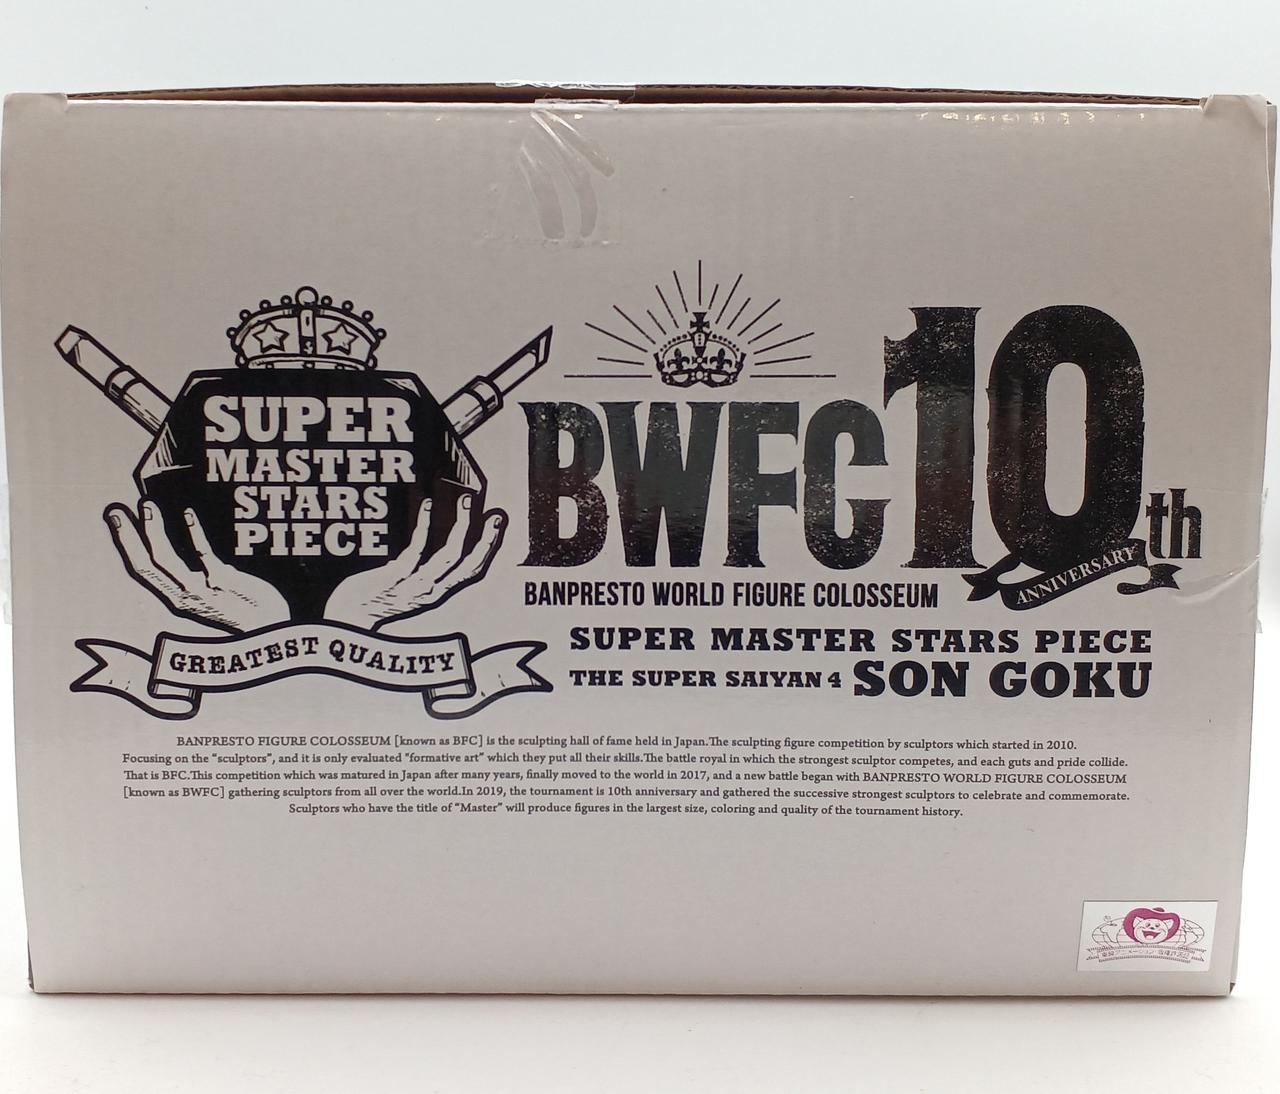 SUPER
MASTER
STARS
PIECE
GREATEST QUALITY
BWFC 10th
ANNIVERSARY
BANPRESTO WORLD FIGURE COLOSSEUM
SUPER MASTER STARS PIECE
THE SUPER SAIYAN 4 SON GOKU
BANPRESTO FIGURE COLOSSEUM [known as BFC] is the sculpting hall of fame held in Japan.The sculpting figure competition by sculptors which started in 2010.
Focusing on the “sculptors”, and it is only evaluated “formative art” which they put all their skills.The battle royal in which the strongest sculptor competes, and each guts and pride collide.
That is BFC.This competition which was matured in Japan after many years, finally moved to the world in 2017, and a new battle began with BANPRESTO WORLD FIGURE COLOSSEUM
[known as BWFC] gathering sculptors from all over the world.In 2019, the tournament is 10th anniversary and gathered the successive strongest sculptors to celebrate and commemorate.
Sculptors who have the title of “Master” will produce figures in the largest size, coloring and quality of the tournament history.